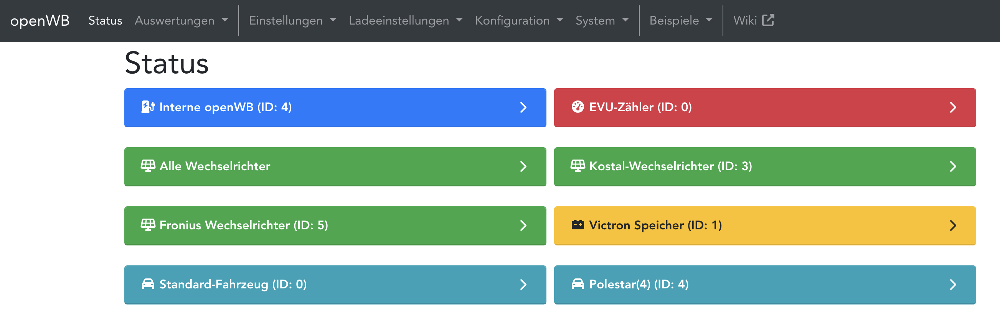 openWB Status Auswertungen Einstellungen Ladeeinstellungen Konfiguration System Beispiele Wiki
Status
Interne openWB (ID: 4)
EVU-Zähler (ID: 0)
Alle Wechselrichter
Kostal-Wechselrichter (ID: 3)
Fronius Wechselrichter (ID: 5)
Victron Speicher (ID: 1)
Standard-Fahrzeug (ID: 0)
Polestar(4) (ID: 4)